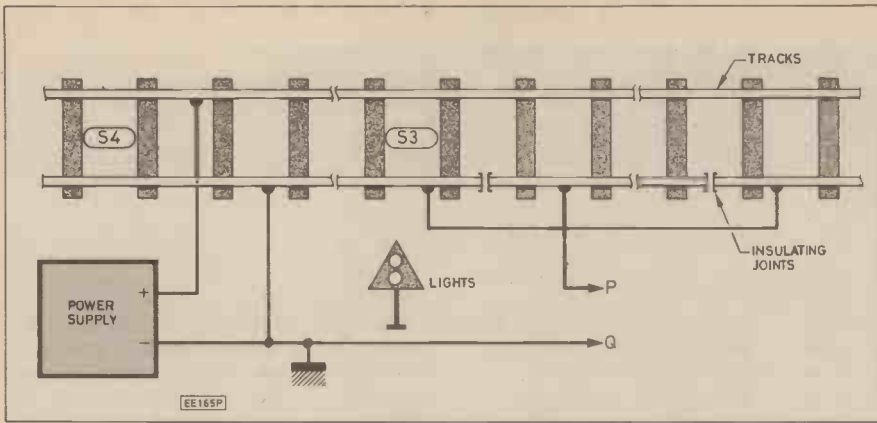 TRACKS
S4
S3
INSULATING
JOINTS
LIGHTS
P
POWER
SUPPLY
+
−
Q
EE165P